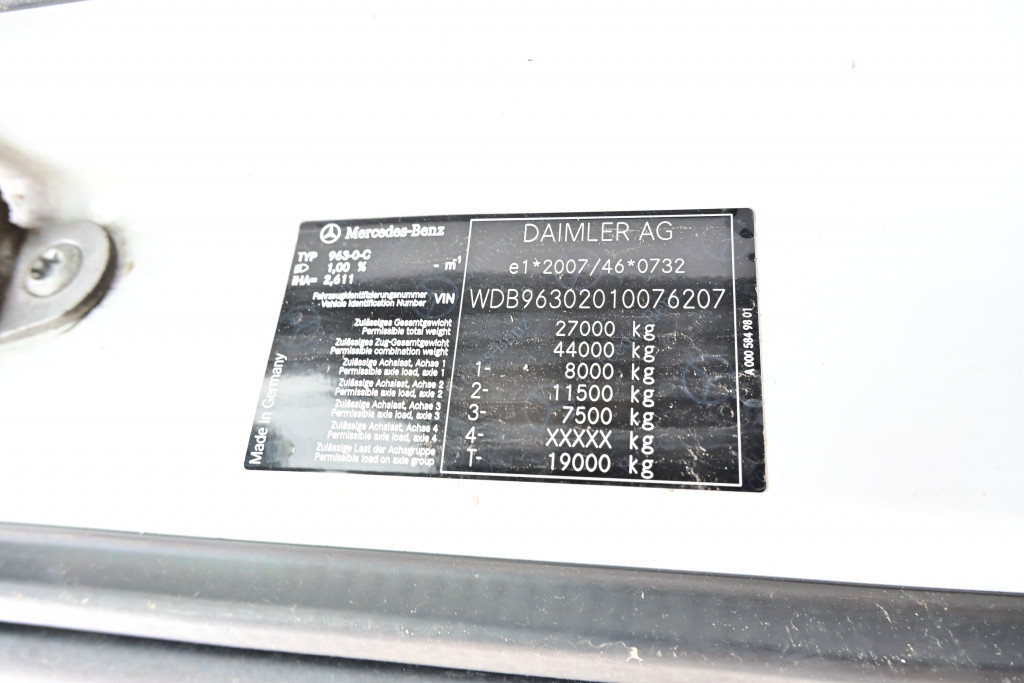 Mercedes-Benz
TYP 963-0-C
1,00 % - m⁻¹
IHA= 2,611
Fahrzeugidentifizierungsnummer
Vehicle Identification Number VIN
DAIMLER AG
e1*2007/46*0732
WDB96302010076207
Zulässiges Gesamtgewicht
Permissible total weight 27000 kg
Zulässiges Zug-Gesamtgewicht
Permissible combination weight 44000 kg
Zulässige Achslast, Achse 1
Permissible axle load, axle 1 1- 8000 kg
Zulässige Achslast, Achse 2
Permissible axle load, axle 2 2- 11500 kg
Zulässige Achslast, Achse 3
Permissible axle load, axle 3 3- 7500 kg
Zulässige Achslast, Achse 4
Permissible axle load, axle 4 4- XXXXX kg
Zulässige Last der Achsgruppe
Permissible load on axle group T- 19000 kg
Made in Germany
A 000 584 98 01